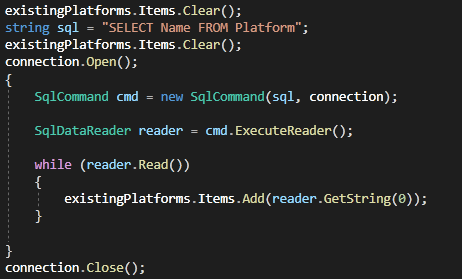 existingPlatforms.Items.Clear();
string sql = "SELECT Name FROM Platform";
existingPlatforms.Items.Clear();
connection.Open();
{
    SqlCommand cmd = new SqlCommand(sql, connection);
    SqlDataReader reader = cmd.ExecuteReader();
    while (reader.Read())
    {
        existingPlatforms.Items.Add(reader.GetString(0));
    }
}
connection.Close();